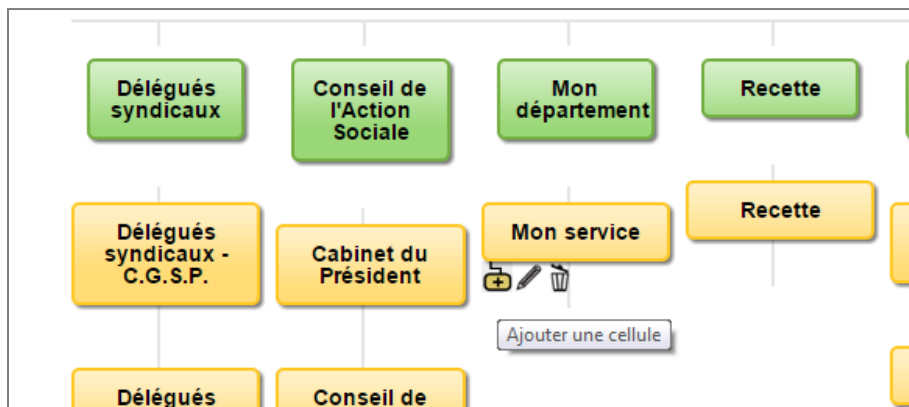 Délégués
syndicaux
Conseil de
l'Action
Sociale
Mon
département
Recette
Délégués
syndicaux -
C.G.S.P.
Cabinet du
Président
Mon service
Recette
Ajouter une cellule
Délégués
Conseil de